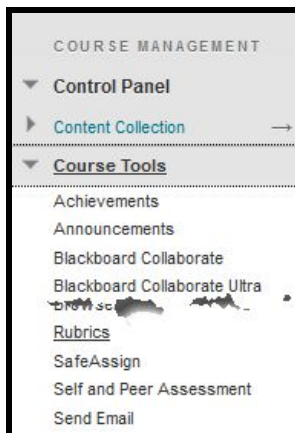 COURSE MANAGEMENT
Control Panel
Content Collection →
Course Tools
Achievements
Announcements
Blackboard Collaborate
Blackboard Collaborate Ultra
Rubrics
SafeAssign
Self and Peer Assessment
Send Email